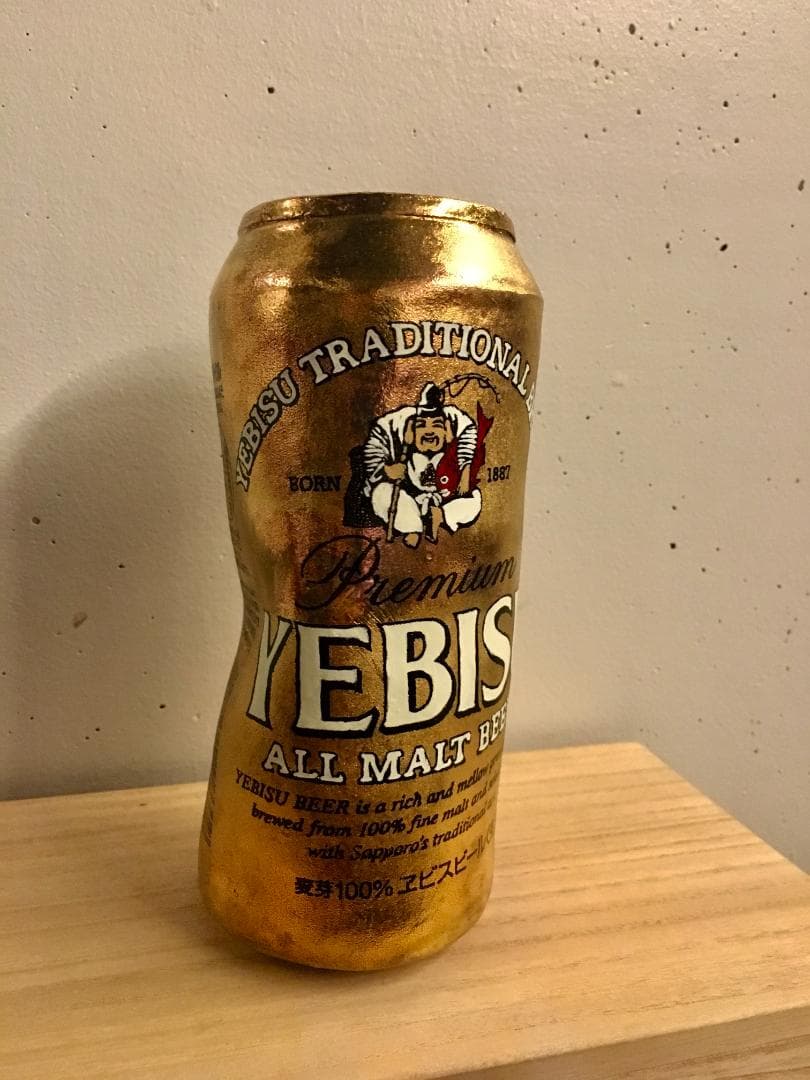 YEBISU TRADITIONAL
BORN 1887
Premium
YEBIS
ALL MALT BEE
YEBISU BEER is a rich and mellow
brewed from 100% fine malt and
with Sapporo's traditional
麦芽100% ヱビスビール